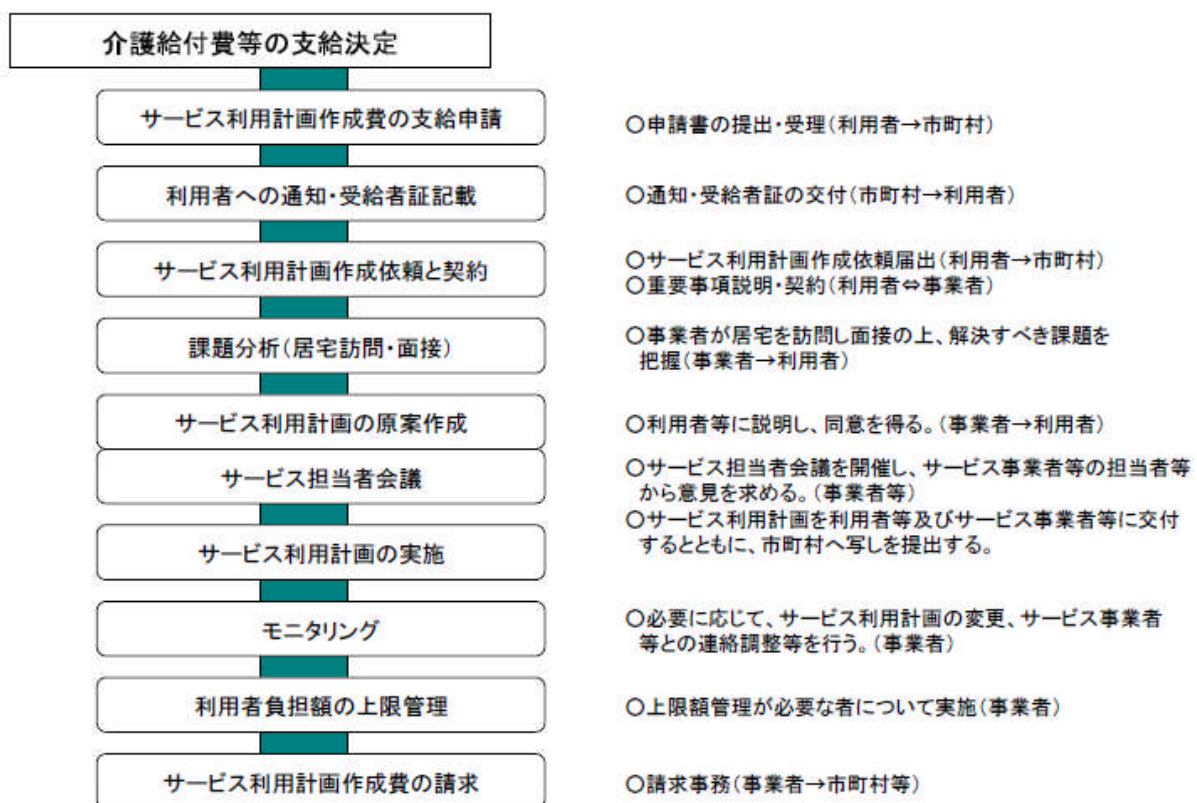 介護給付費等の支給決定
サービス利用計画作成費の支給申請
○申請書の提出・受理(利用者→市町村)
利用者への通知・受給者証記載
○通知・受給者証の交付(市町村→利用者)
サービス利用計画作成依頼と契約
○サービス利用計画作成依頼届出(利用者→市町村)
○重要事項説明・契約(利用者⇔事業者)
課題分析(居宅訪問・面接)
○事業者が居宅を訪問し面接の上、解決すべき課題を
把握(事業者→利用者)
サービス利用計画の原案作成
○利用者等に説明し、同意を得る。(事業者→利用者)
サービス担当者会議
○サービス担当者会議を開催し、サービス事業者等の担当者等
から意見を求める。(事業者等)
サービス利用計画の実施
○サービス利用計画を利用者等及びサービス事業者等に交付
するとともに、市町村へ写しを提出する。
モニタリング
○必要に応じて、サービス利用計画の変更、サービス事業者
等との連絡調整等を行う。(事業者)
利用者負担額の上限管理
○上限額管理が必要な者について実施(事業者)
サービス利用計画作成費の請求
○請求事務(事業者→市町村等)